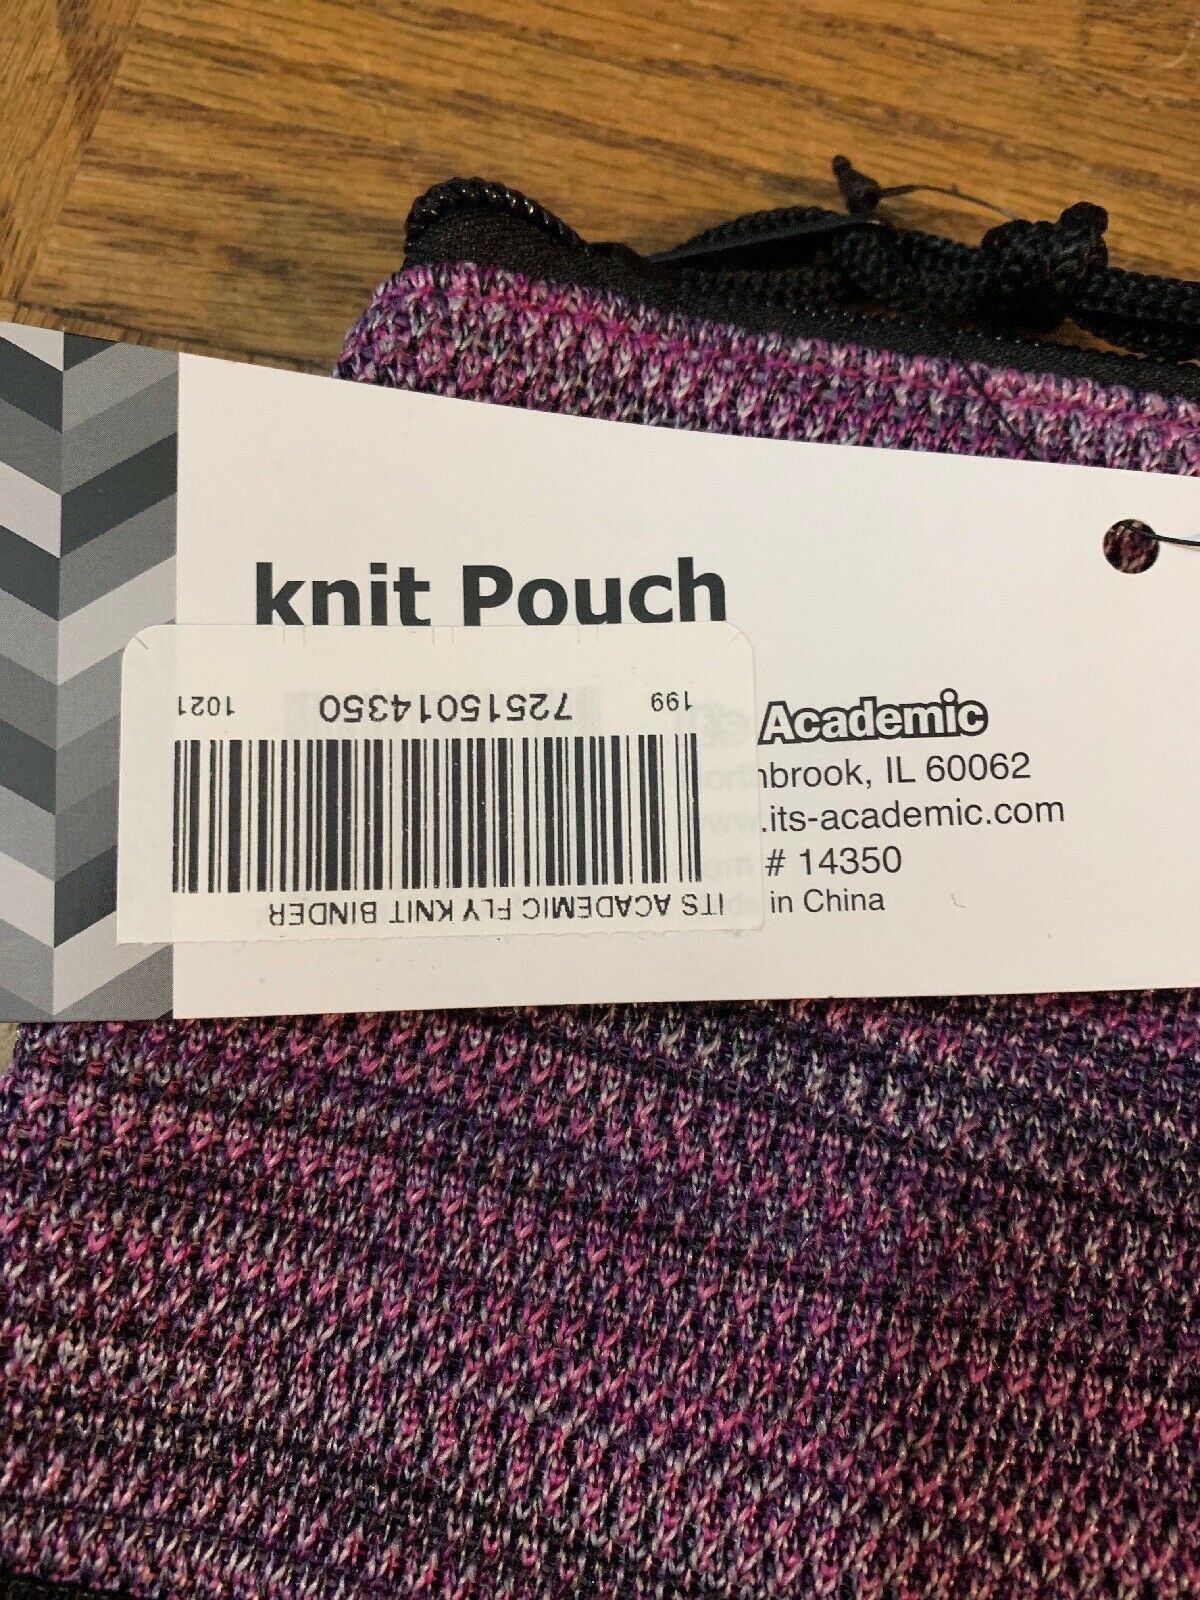 knit Pouch
Academic
nbrook, IL 60062
.its-academic.com
# 14350
in China
ITS ACADEMIC FLY KNIT BINDER
199 72515014350 1021